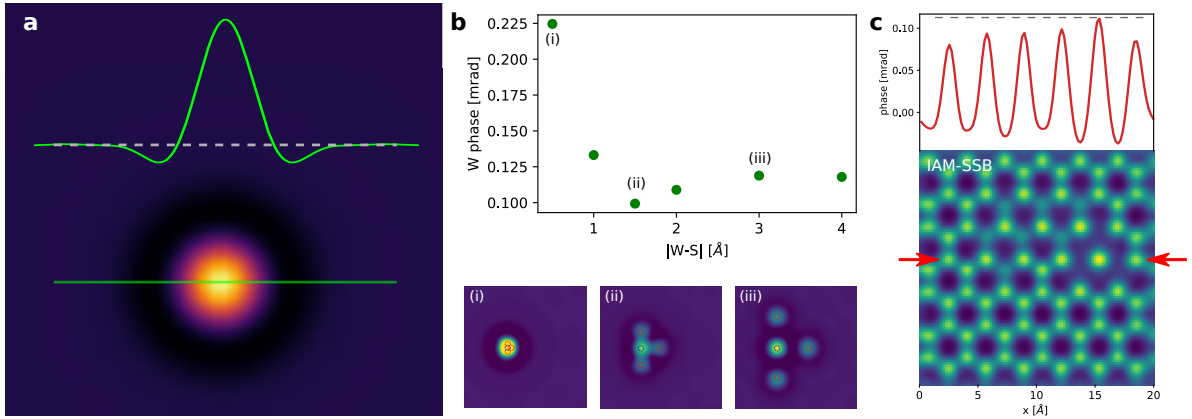 a
b
W phase [mrad]
0.225
0.200
0.175
0.150
0.125
0.100
(i)
(ii)
(iii)
1
2
3
4
|W-S| [Å]
(i)
(ii)
(iii)
c
phase [mrad]
0.10
0.05
0.00
IAM-SSB
0
5
10
15
20
x [Å]